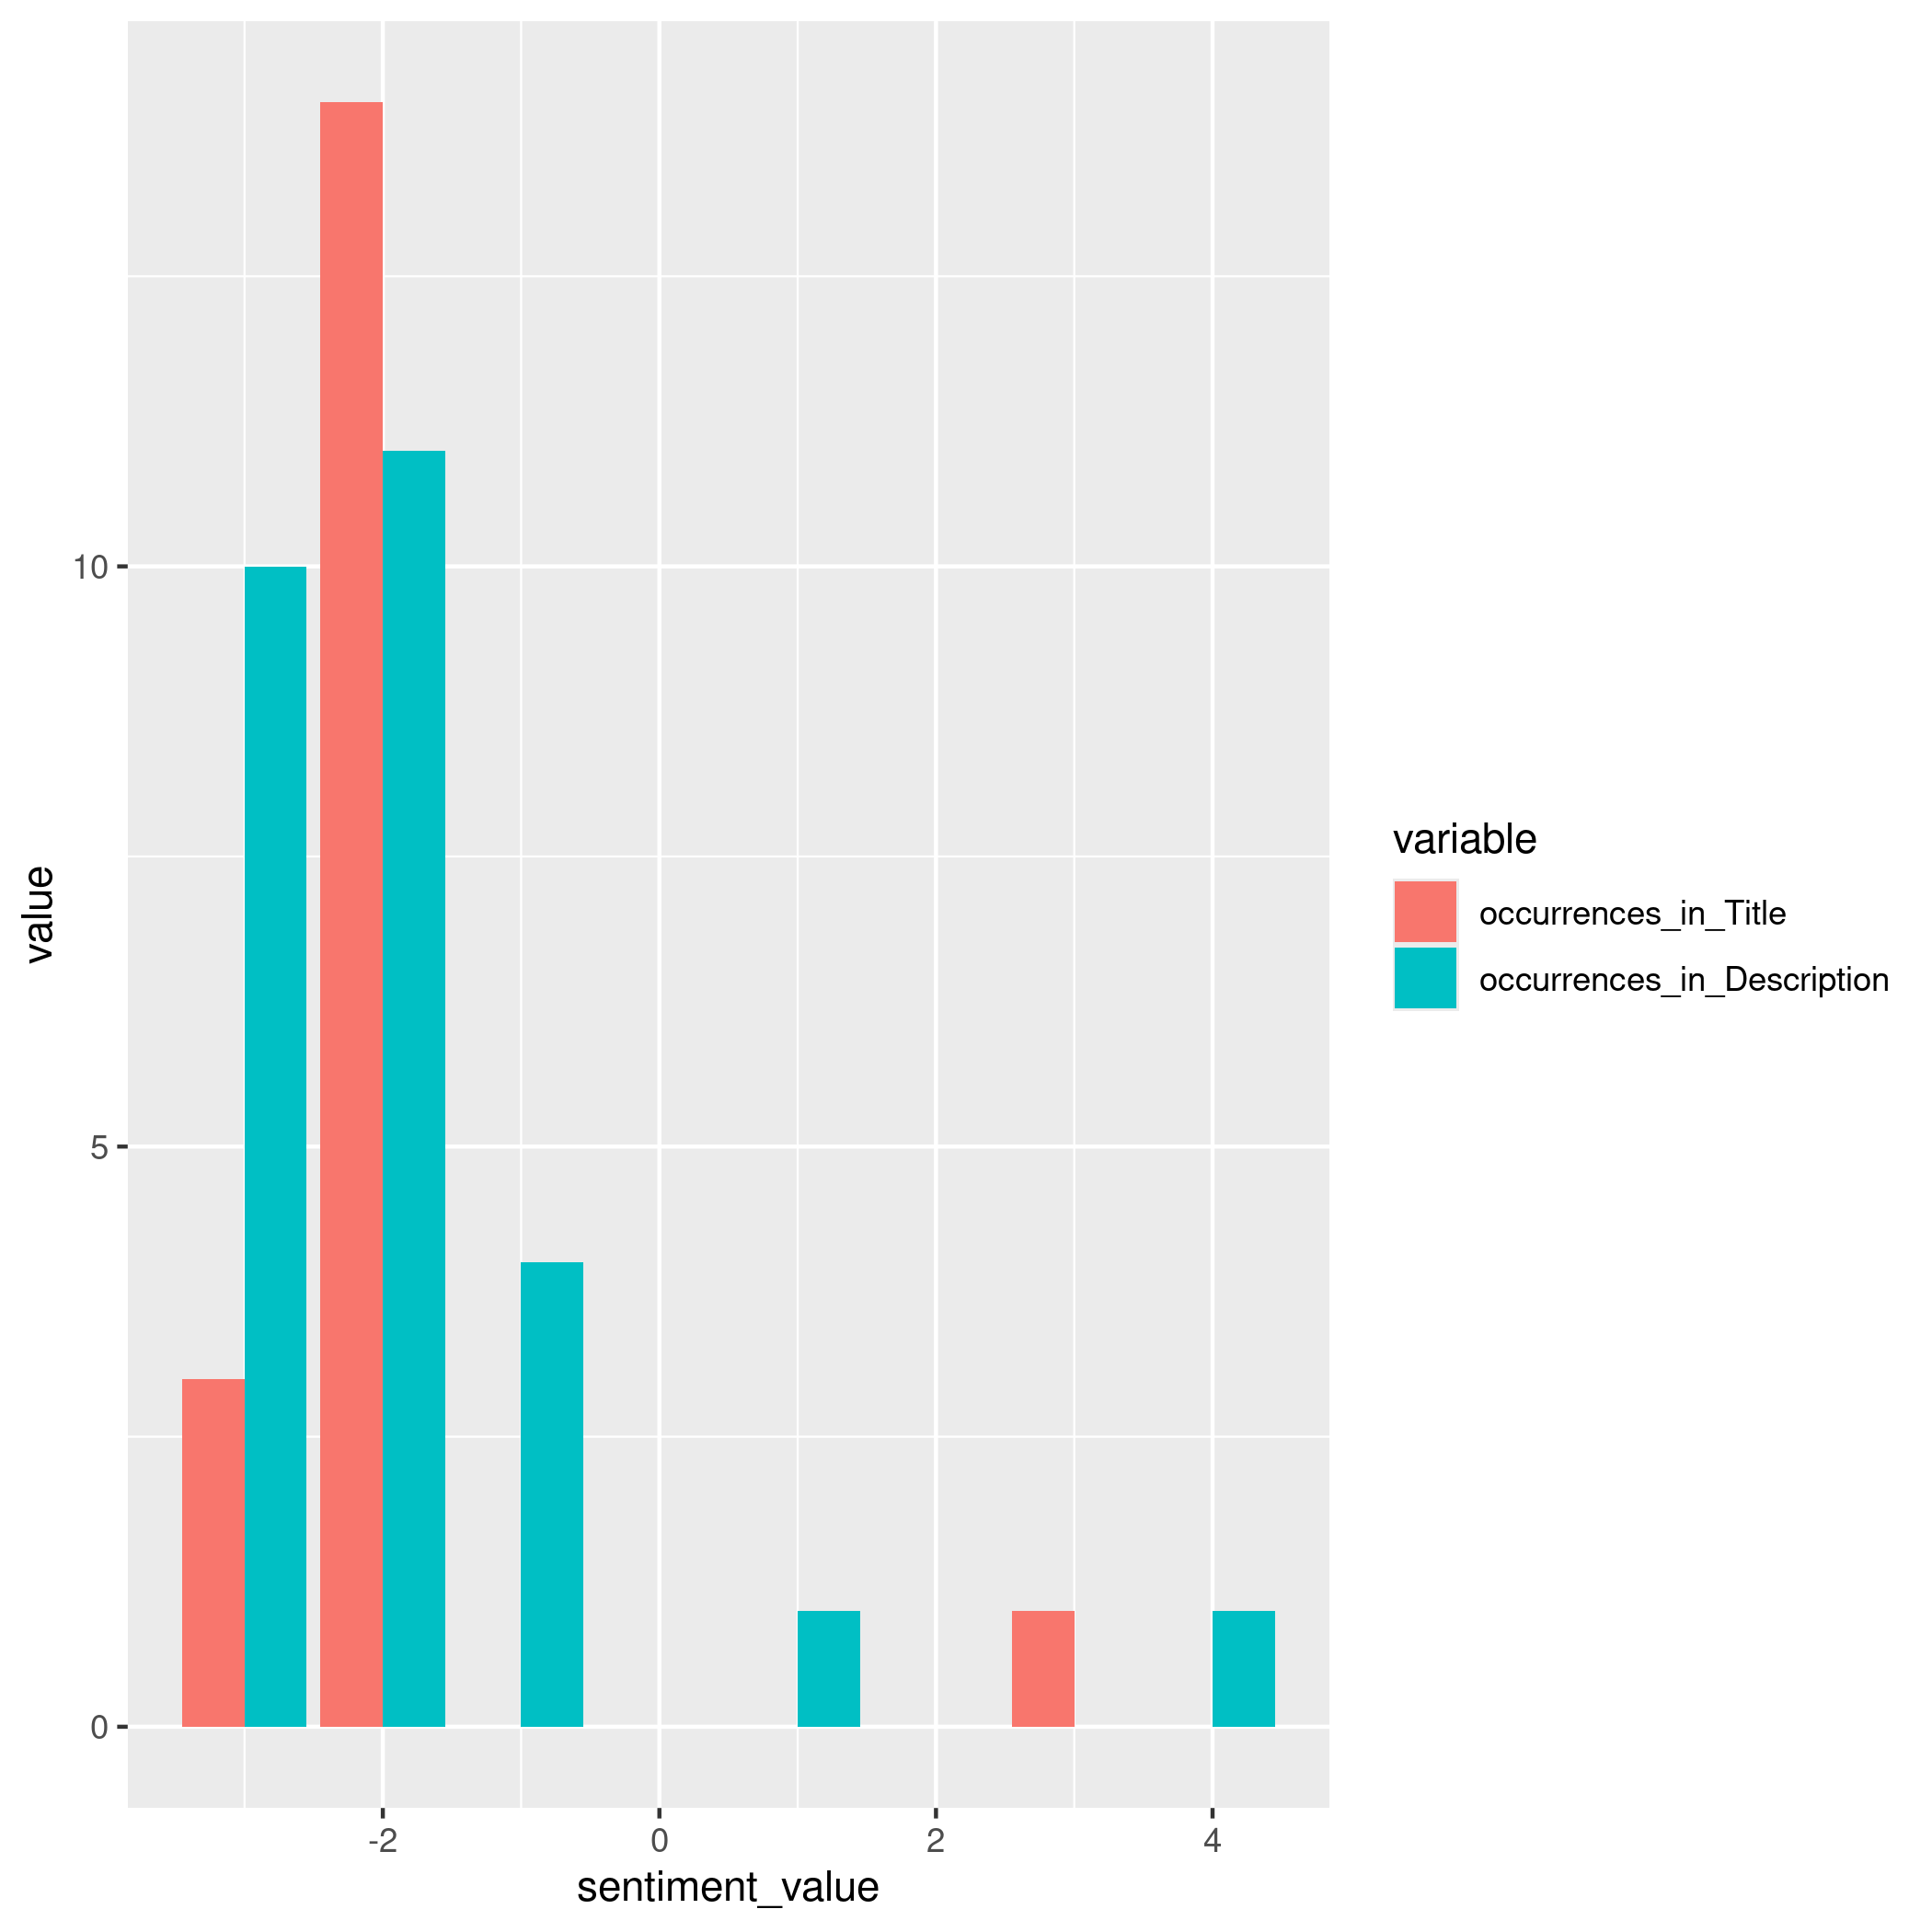 value
10
5
0
-2
0
2
4
sentiment_value
variable
occurrences_in_Title
occurrences_in_Description